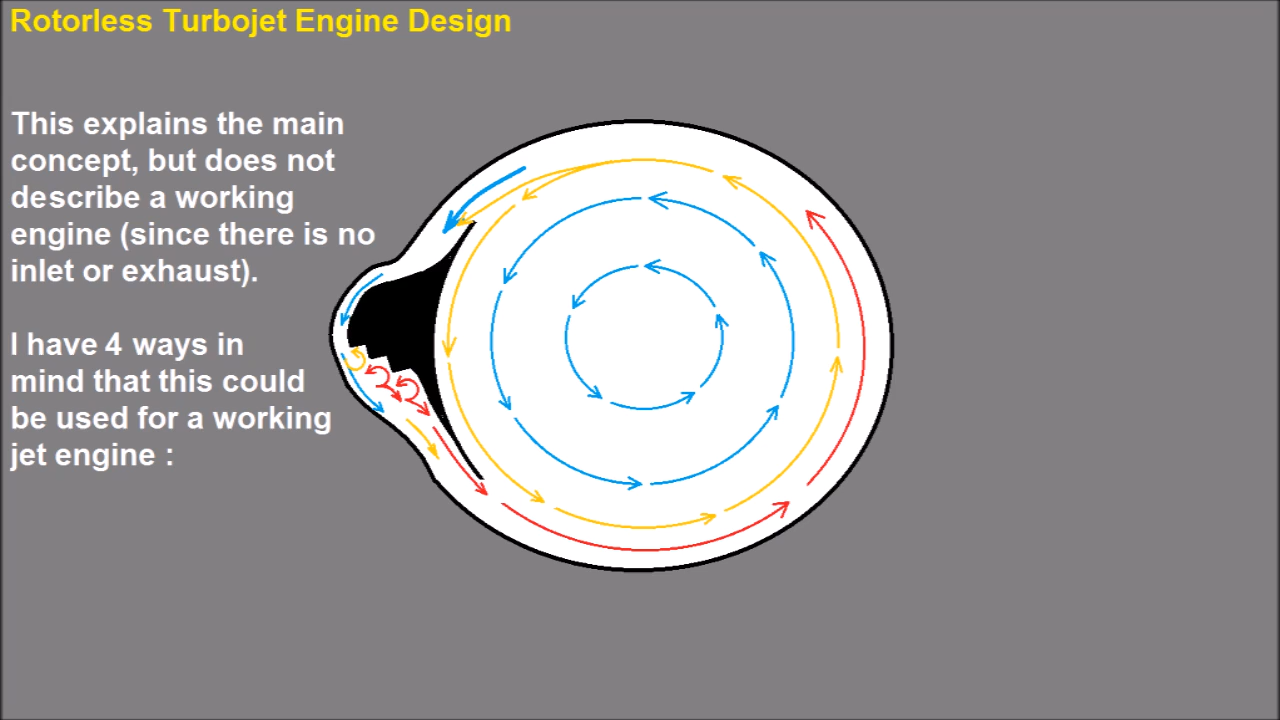 Rotorless Turbojet Engine Design
This explains the main
concept, but does not
describe a working
engine (since there is no
inlet or exhaust).
I have 4 ways in
mind that this could
be used for a working
jet engine :